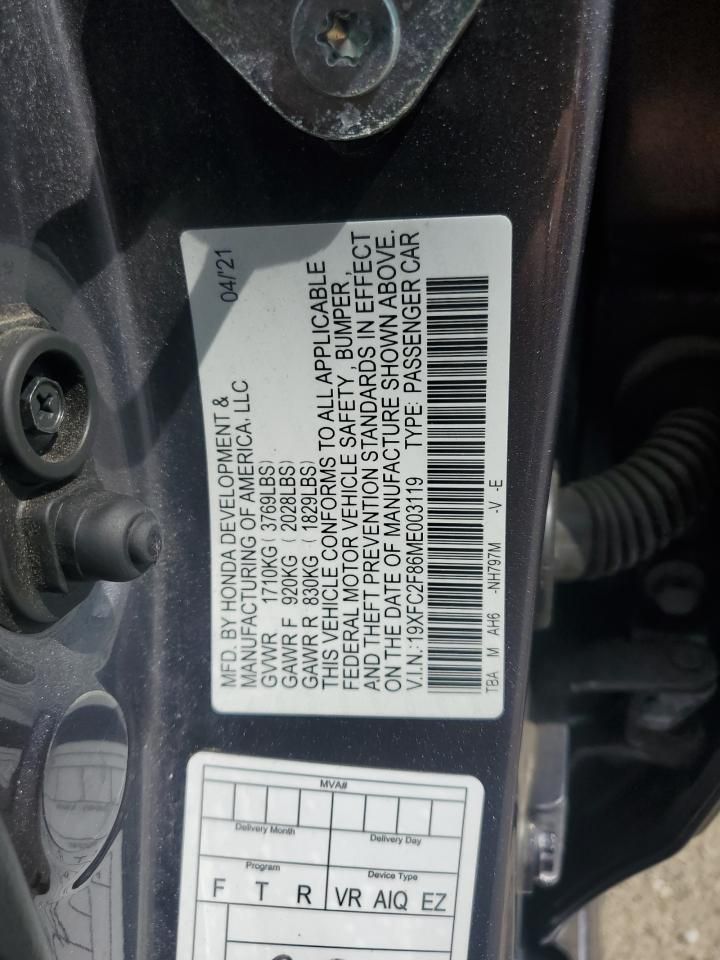 04/'21
MFD. BY HONDA DEVELOPMENT &
MANUFACTURING OF AMERICA, LLC
GVWR 1710KG ( 3769LBS)
GAWR F 920KG ( 2028LBS)
GAWR R 830KG ( 1829LBS)
THIS VEHICLE CONFORMS TO ALL APPLICABLE
FEDERAL MOTOR VEHICLE SAFETY, BUMPER,
AND THEFT PREVENTION STANDARDS IN EFFECT
ON THE DATE OF MANUFACTURE SHOWN ABOVE.
V.I.N.:19XFC2F86ME003119 TYPE: PASSENGER CAR
TBA M AH6 -NH797M -V -E
MVA#
Delivery Month Delivery Day
Program Device Type
F T R VR AIQ EZ